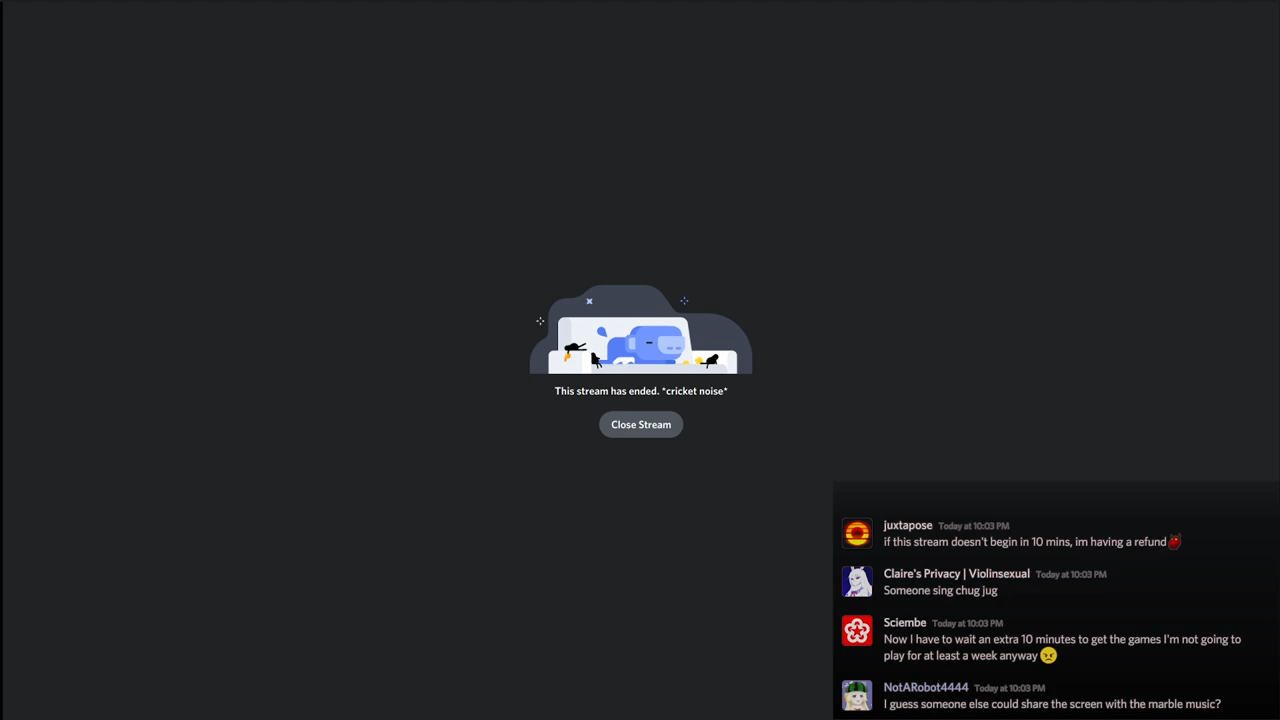 This stream has ended. *cricket noise*
Close Stream
juxtapose Today at 10:03 PM
if this stream doesn't begin in 10 mins, im having a refund
Claire's Privacy | Violinsexual Today at 10:03 PM
Someone sing chug jug
Sciembe Today at 10:03 PM
Now I have to wait an extra 10 minutes to get the games I'm not going to
play for at least a week anyway 😠
NotARobot4444 Today at 10:03 PM
I guess someone else could share the screen with the marble music?